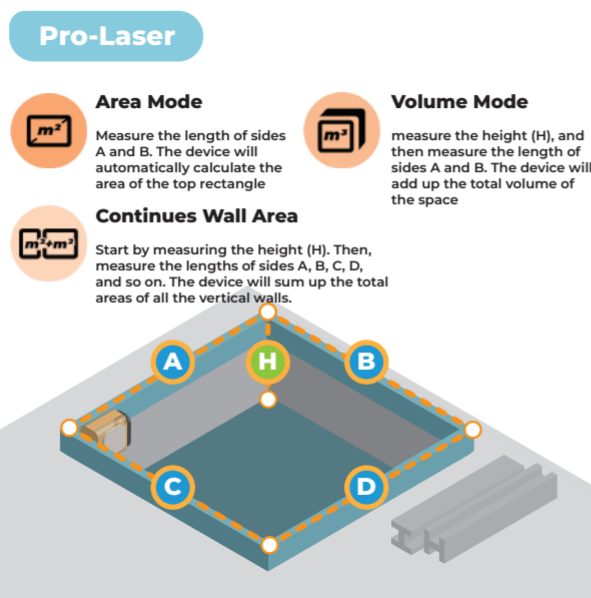 Pro-Laser
Area Mode
m²
Measure the length of sides
A and B. The device will
automatically calculate the
area of the top rectangle
Volume Mode
m³
measure the height (H), and
then measure the length of
sides A and B. The device will
add up the total volume of
the space
Continues Wall Area
m²+m³
Start by measuring the height (H). Then,
measure the lengths of sides A, B, C, D,
and so on. The device will sum up the total
areas of all the vertical walls.
A
H
B
C
D